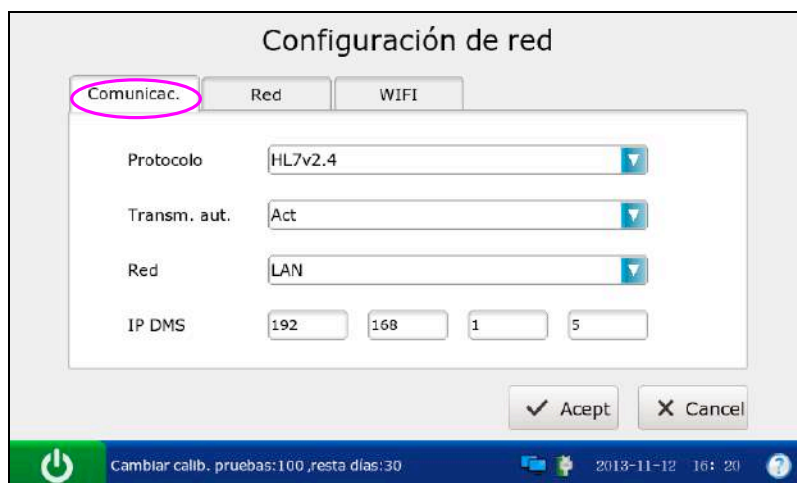 Configuración de red
Comunicac. Red WIFI
Protocolo HL7v2.4
Transm. aut. Act
Red LAN
IP DMS 192 168 1 5
Acept Cancel
Cambiar calib. pruebas:100 ,resta días:30 2013-11-12 16: 20 ?